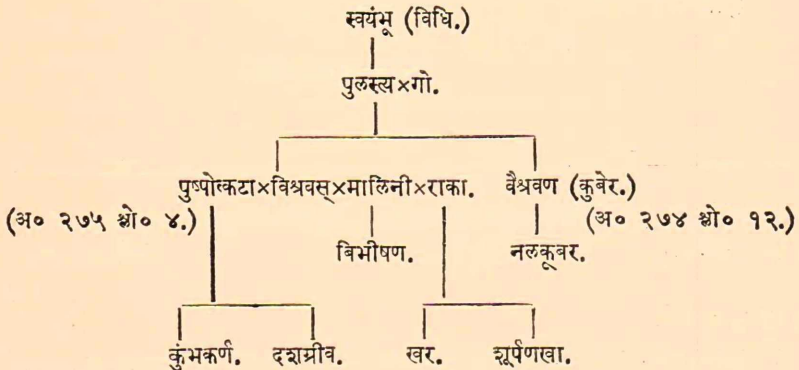 स्वयंभू (विधि.)
पुलस्त्य×गो.
पुष्पोत्कटा×विश्रवस्×मालिनी×राका. वैश्रवण (कुबेर.)
(अ० २७५ श्लो० ४.) (अ० २७४ श्लो० १२.)
बिभीषण. नलकूबर.
कुंभकर्ण. दशग्रीव. खर. शूर्पणखा.